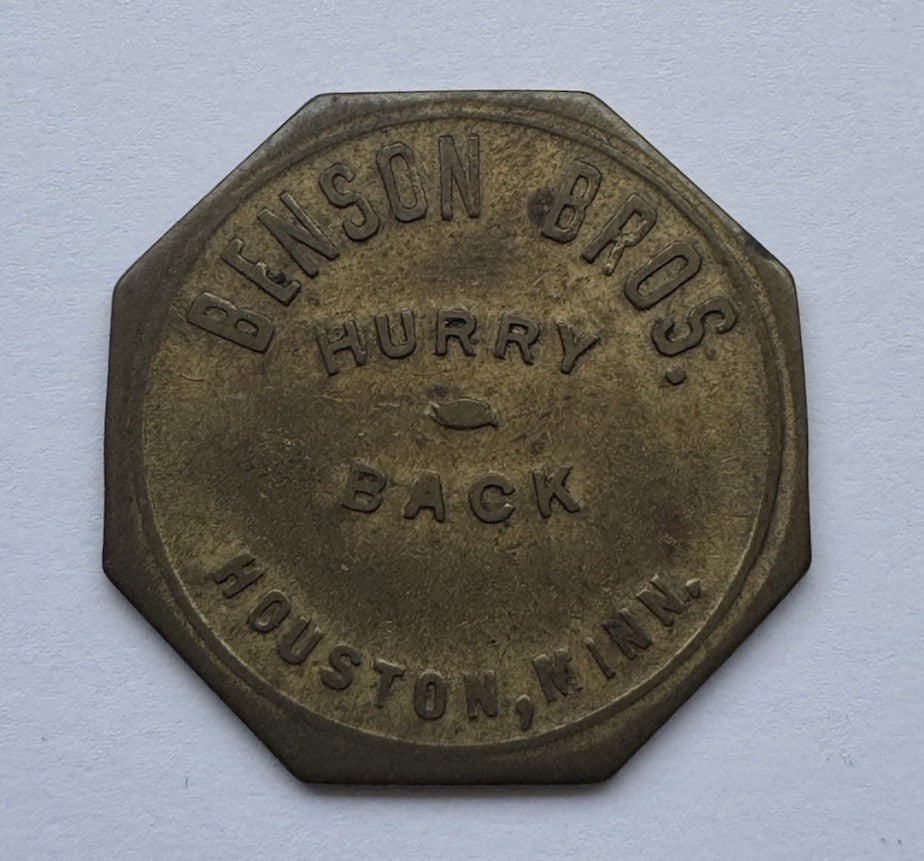 BENSON BROS.
HURRY
BACK
HOUSTON, MINN.